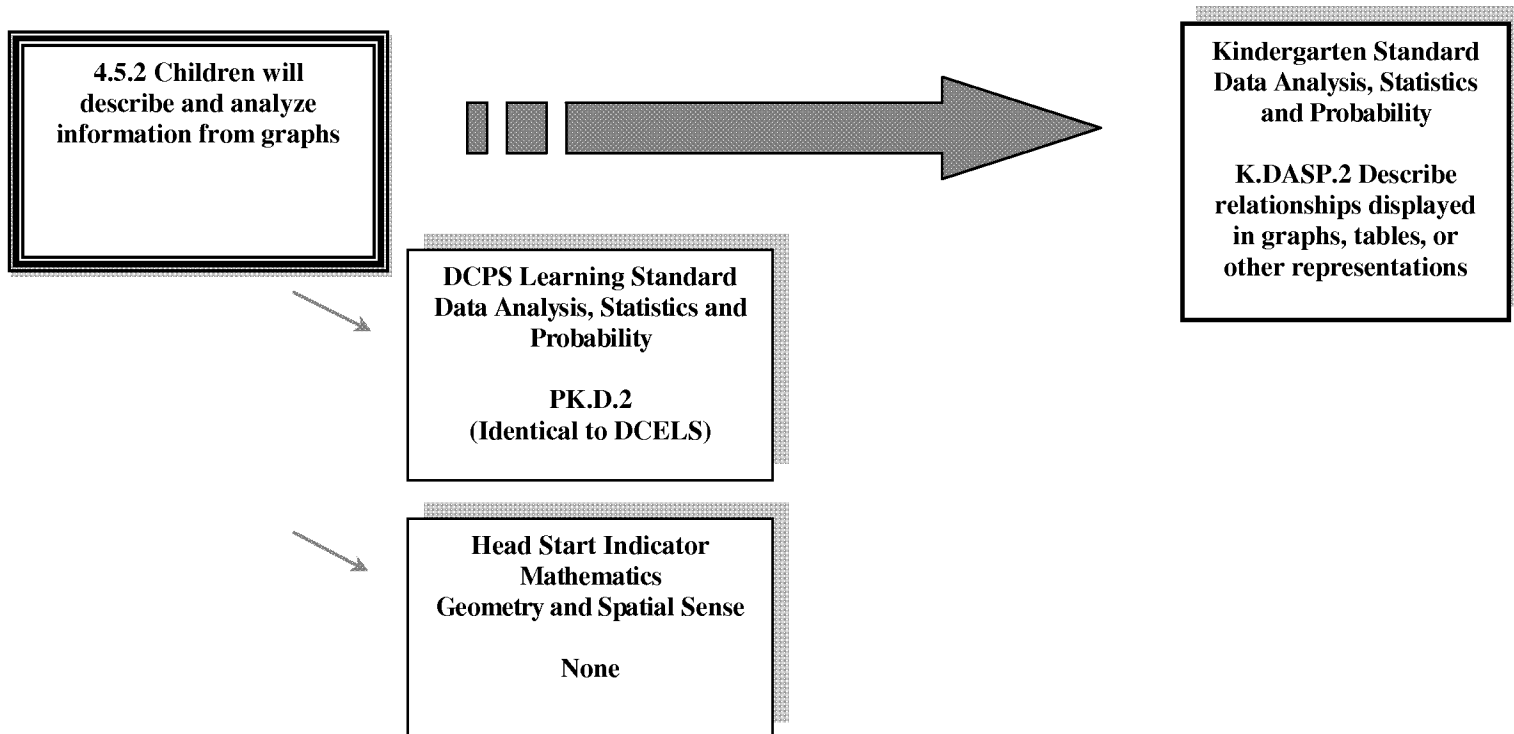 4.5.2 Children will
describe and analyze
information from graphs
Kindergarten Standard
Data Analysis, Statistics
and Probability
K.DASP.2 Describe
relationships displayed
in graphs, tables, or
other representations
DCPS Learning Standard
Data Analysis, Statistics and
Probability
PK.D.2
(Identical to DCELS)
Head Start Indicator
Mathematics
Geometry and Spatial Sense
None